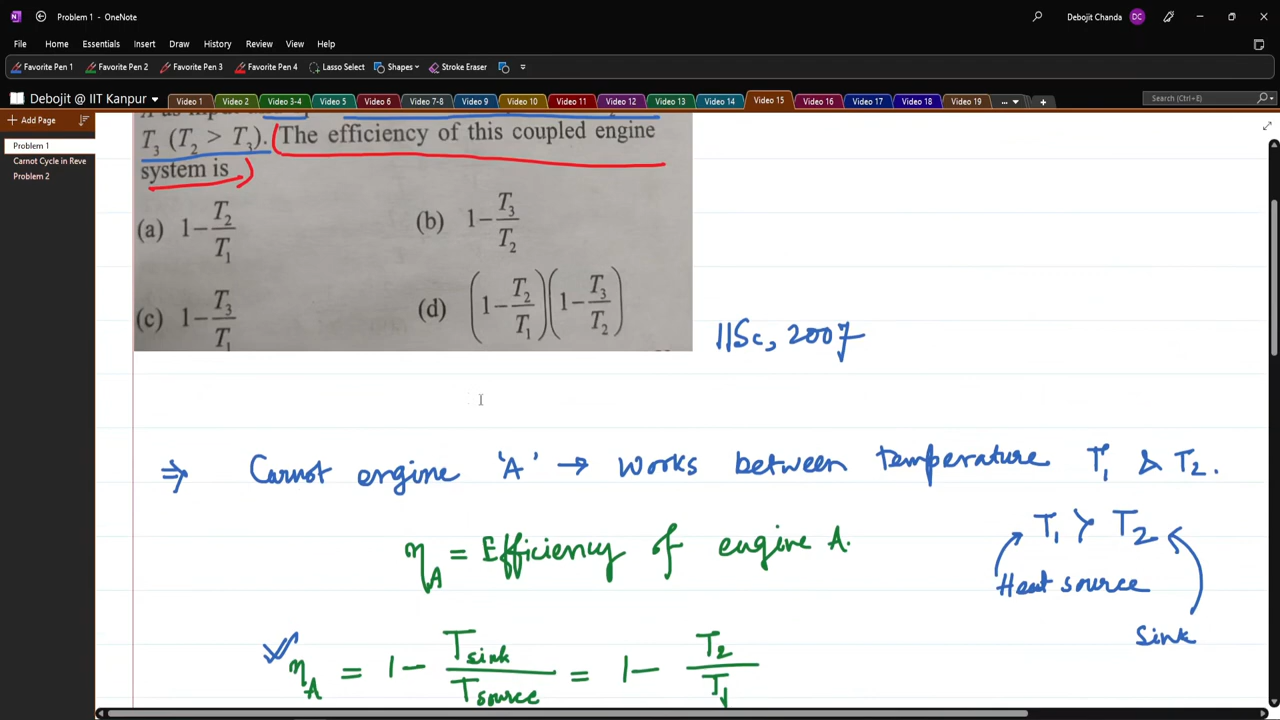 Problem 1 - OneNote
Debojit Chanda DC
File Home Essentials Insert Draw History Review View Help
Favorite Pen 1 Favorite Pen 2 Favorite Pen 3 Favorite Pen 4 Lasso Select Shapes Stroke Eraser
Debojit @ IIT Kanpur Video 1 Video 2 Video 3-4 Video 5 Video 6 Video 7-8 Video 9 Video 10 Video 11 Video 12 Video 13 Video 14 Video 15 Video 16 Video 17 Video 18 Video 19 ... Search (Ctrl+E)
Add Page
Problem 1
Carnot Cycle in Reve
Problem 2
T₃ (T₂ > T₃). The efficiency of this coupled engine
system is
(a) 1 - T₂/T₁ (b) 1 - T₃/T₂
(c) 1 - T₃/T₁ (d) (1 - T₂/T₁)(1 - T₃/T₂)
IISc, 2007
⇒ Carnot engine 'A' → Works between temperature T₁ & T₂.
T₁ > T₂
η_A = Efficiency of engine A.
Heat source
Sink
η_A = 1 - T_sink/T_source = 1 - T₂/T₁